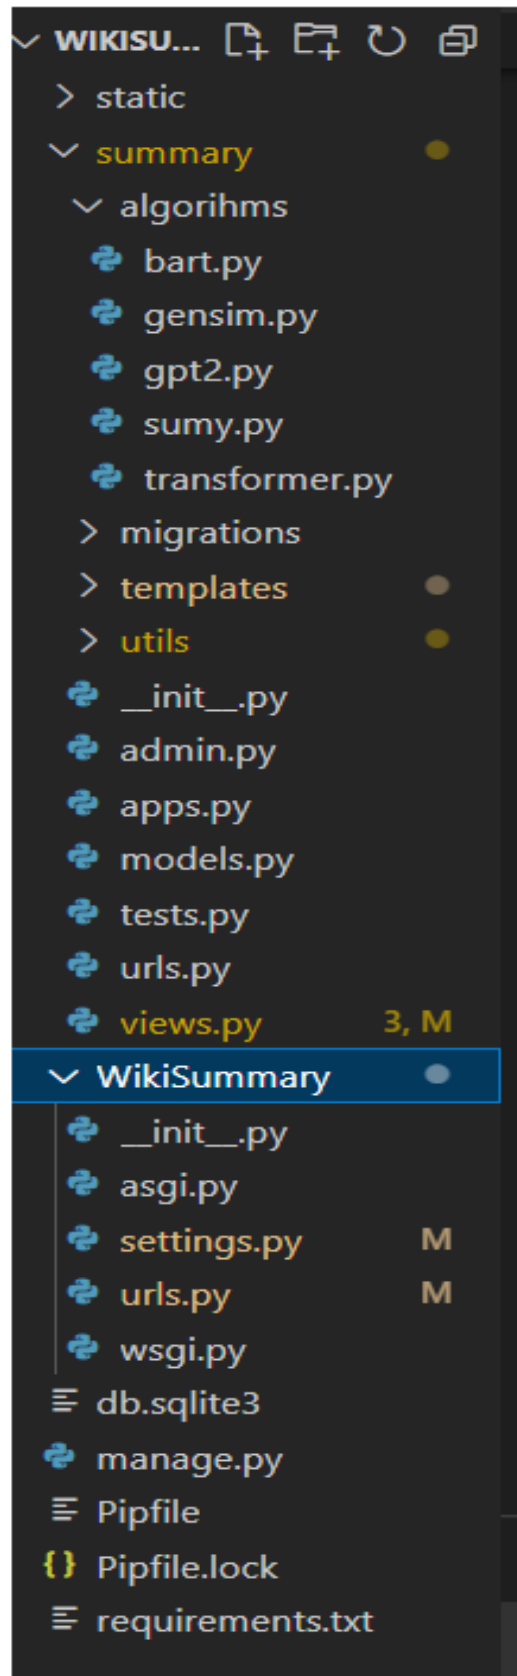 WIKISU...
static
summary
algorihms
bart.py
gensim.py
gpt2.py
sumy.py
transformer.py
migrations
templates
utils
__init__.py
admin.py
apps.py
models.py
tests.py
urls.py
views.py 3, M
WikiSummary
__init__.py
asgi.py
settings.py M
urls.py M
wsgi.py
db.sqlite3
manage.py
Pipfile
{} Pipfile.lock
requirements.txt